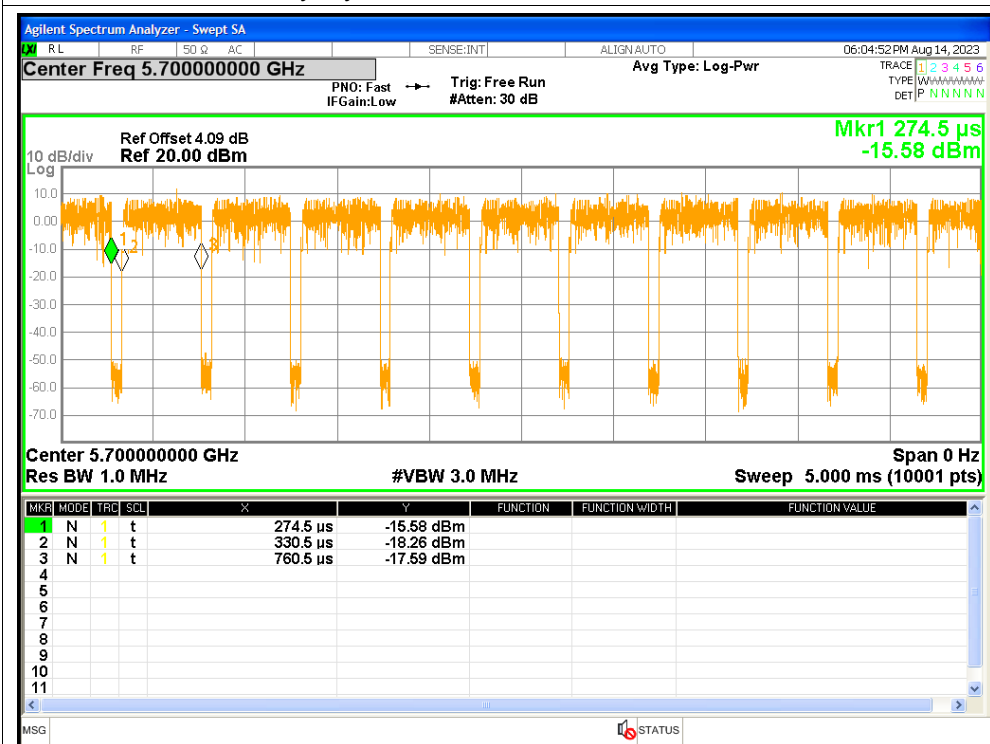 Agilent Spectrum Analyzer - Swept SA
LXI RL RF 50 Ω AC SENSE:INT ALIGN AUTO 06:04:52 PM Aug 14, 2023
Center Freq 5.700000000 GHz Avg Type: Log-Pwr TRACE 1 2 3 4 5 6
PNO: Fast Trig: Free Run TYPE WWWWWW
IFGain:Low #Atten: 30 dB DET P N N N N N
Mkr1 274.5 µs
-15.58 dBm
Ref Offset 4.09 dB
10 dB/div Ref 20.00 dBm
Log
10.0
0.00
-10.0
1
2
3
-20.0
-30.0
-40.0
-50.0
-60.0
-70.0
Center 5.700000000 GHz Span 0 Hz
Res BW 1.0 MHz #VBW 3.0 MHz Sweep 5.000 ms (10001 pts)
MKR MODE TRC SCL X Y FUNCTION FUNCTION WIDTH FUNCTION VALUE
1 N 1 t 274.5 µs -15.58 dBm
2 N 1 t 330.5 µs -18.26 dBm
3 N 1 t 760.5 µs -17.59 dBm
4
5
6
7
8
9
10
11
MSG STATUS